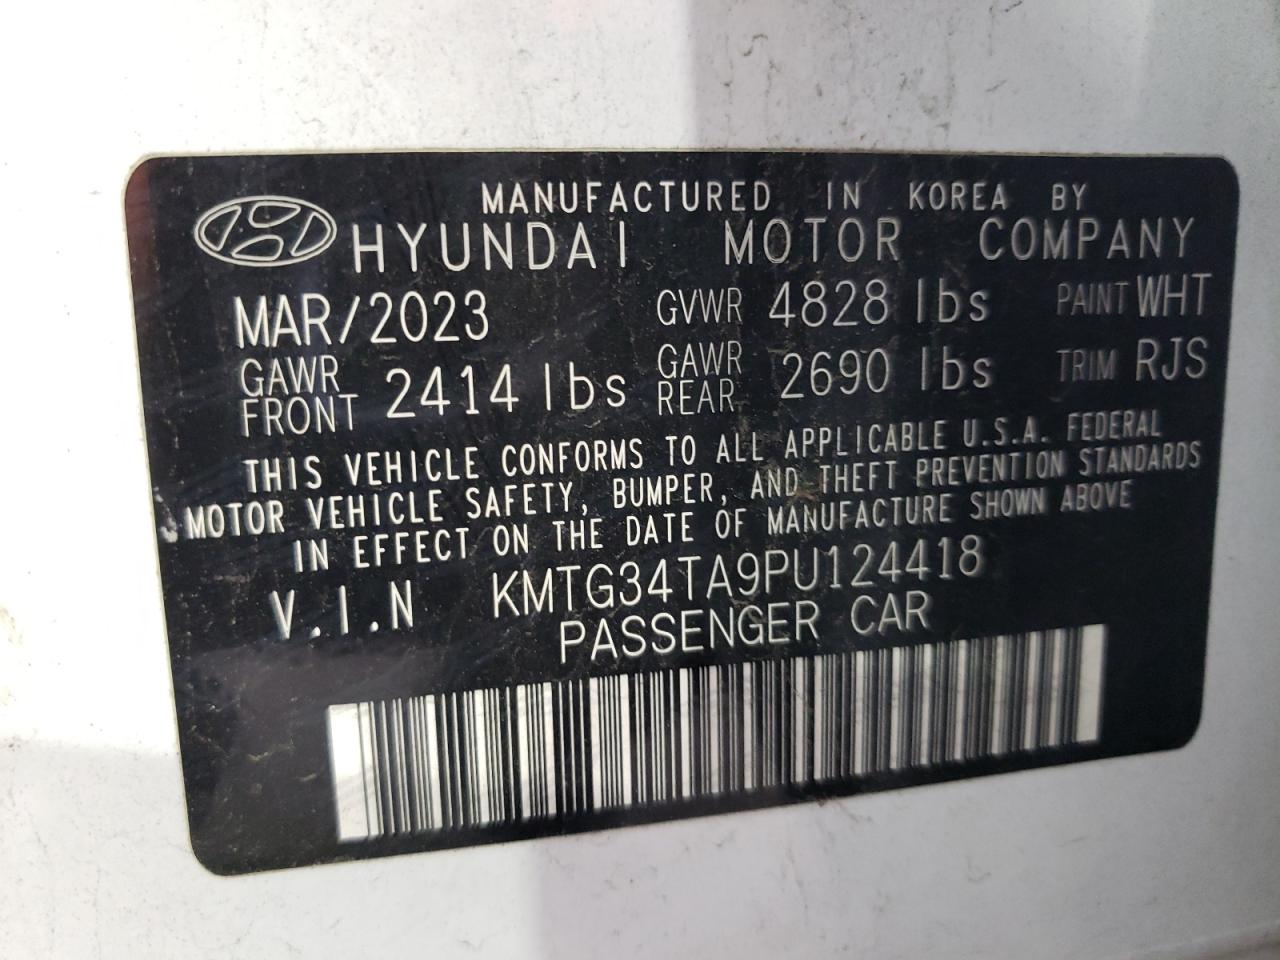 MANUFACTURED IN KOREA BY
HYUNDAI MOTOR COMPANY
MAR/2023 GVWR 4828 lbs PAINT WHT
GAWR FRONT 2414 lbs GAWR REAR 2690 lbs TRIM RJS
THIS VEHICLE CONFORMS TO ALL APPLICABLE U.S.A. FEDERAL
MOTOR VEHICLE SAFETY, BUMPER, AND THEFT PREVENTION STANDARDS
IN EFFECT ON THE DATE OF MANUFACTURE SHOWN ABOVE
V.I.N KMTG34TA9PU124418
PASSENGER CAR